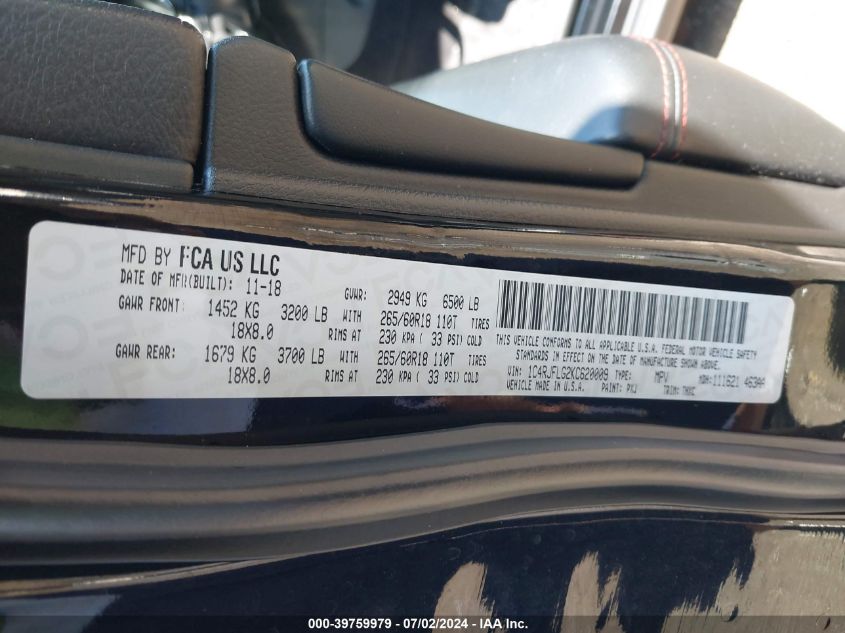 MFD BY FCA US LLC
DATE OF MFR(BUILT): 11-18 GVWR: 2949 KG 6500 LB
GAWR FRONT: 1452 KG 3200 LB WITH 265/60R18 110T TIRES
18X8.0 RIMS AT 230 KPA ( 33 PSI) COLD
GAWR REAR: 1679 KG 3700 LB WITH 265/60R18 110T TIRES
18X8.0 RIMS AT 230 KPA ( 33 PSI) COLD
THIS VEHICLE CONFORMS TO ALL APPLICABLE U.S.A. FEDERAL MOTOR VEHICLE SAFETY
STANDARDS IN EFFECT ON THE DATE OF MANUFACTURE SHOWN ABOVE.
VIN: 1C4RJFLG2KC620009 TYPE: MPV MDH: 111621 463AA
VEHICLE MADE IN U.S.A. PAINT: PXJ TRIM:
000-39759979 / 07/02/2024 - IAA Inc.